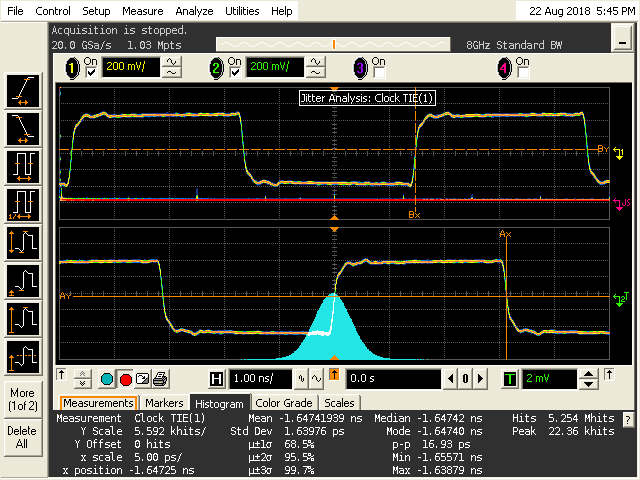 File Control Setup Measure Analyze Utilities Help 22 Aug 2018 5:45 PM
Acquisition is stopped.
20.0 GSa/s 1.03 Mpts 8GHz Standard BW
1 On 200 mV/ 2 On 200 mV/ 3 On 4 On
Jitter Analysis: Clock TIE(1)
By
1
JS
Bx
Ax
AY
2 T
H 1.00 ns/ 0.0 s 0 T 2 mV
More
(1 of 2)
Delete
All
Measurements Markers Histogram Color Grade Scales
Measurement Clock TIE(1) Mean -1.64741939 ns Median -1.64742 ns Hits 5.254 Mhits ?
Y Scale 5.592 khits/ Std Dev 1.63976 ps Mode -1.64740 ns Peak 22.36 khits
Y Offset 0 hits µ±1σ 68.5% p-p 16.93 ps
x scale 5.00 ps/ µ±2σ 95.5% Min -1.65571 ns
x position -1.64725 ns µ±3σ 99.7% Max -1.63879 ns